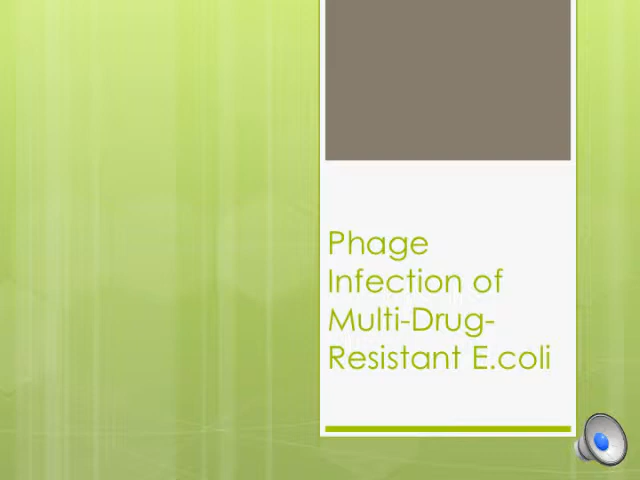 Phage
Infection of
Multi-Drug-
Resistant E.coli